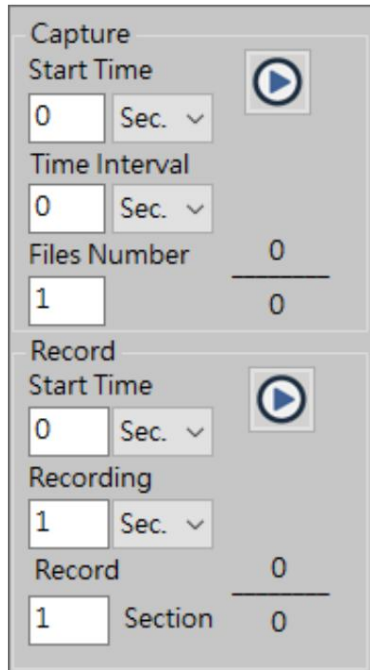 Capture
Start Time
0 Sec.
Time Interval
0 Sec.
Files Number 0
1 0
Record
Start Time
0 Sec.
Recording
1 Sec.
Record 0
1 Section 0